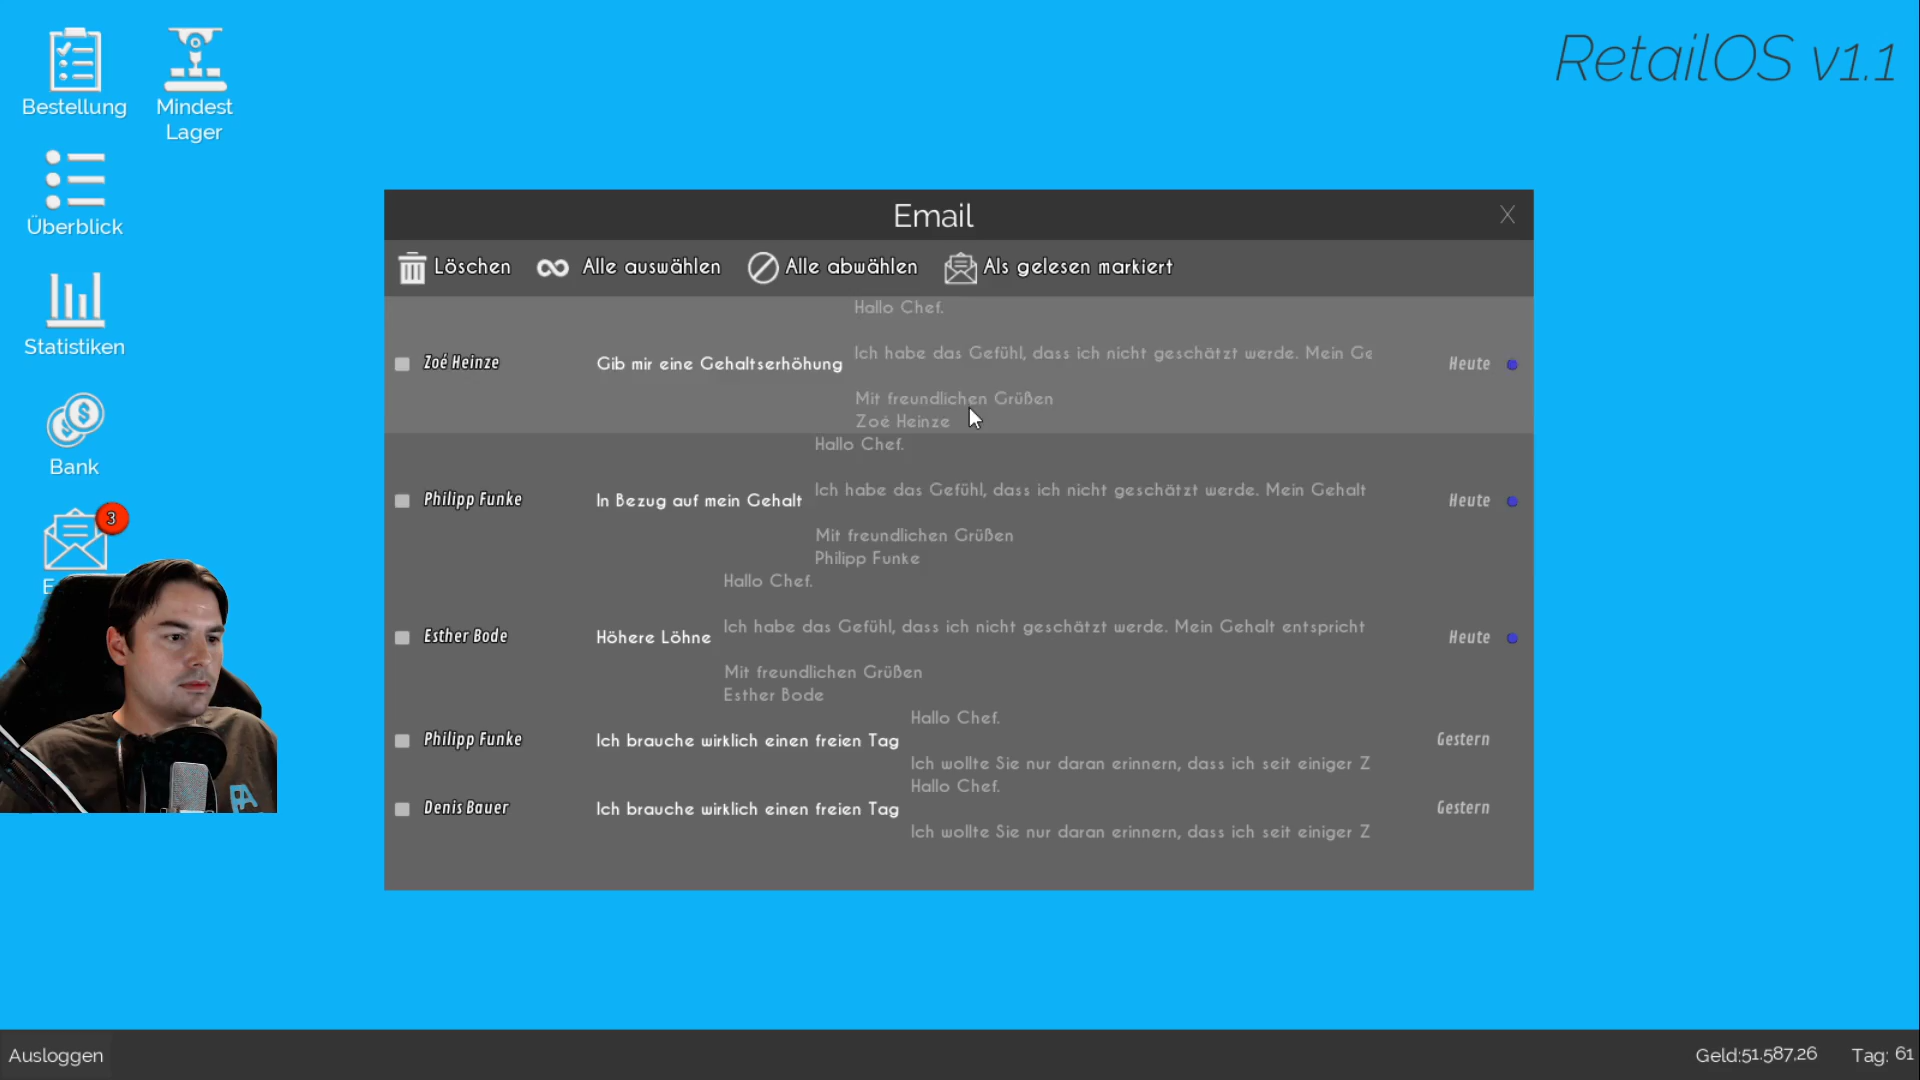 Bestellung
Mindest
Lager
RetailOS v1.1
Überblick
Statistiken
Bank
3
Email X
Löschen Alle auswählen Alle abwählen Als gelesen markiert
Hallo Chef.
Ich habe das Gefühl, dass ich nicht geschätzt werde. Mein Ge
Zoé Heinze Gib mir eine Gehaltserhöhung Heute
Mit freundlichen Grüßen
Zoé Heinze
Hallo Chef.
Ich habe das Gefühl, dass ich nicht geschätzt werde. Mein Gehalt
Philipp Funke In Bezug auf mein Gehalt Heute
Mit freundlichen Grüßen
Philipp Funke
Hallo Chef.
Ich habe das Gefühl, dass ich nicht geschätzt werde. Mein Gehalt entspricht
Esther Bode Höhere Löhne Heute
Mit freundlichen Grüßen
Esther Bode
Hallo Chef.
Philipp Funke Ich brauche wirklich einen freien Tag Gestern
Ich wollte Sie nur daran erinnern, dass ich seit einiger Z
Hallo Chef.
Denis Bauer Ich brauche wirklich einen freien Tag Gestern
Ich wollte Sie nur daran erinnern, dass ich seit einiger Z
Ausloggen
Geld:51.587,26 Tag: 61